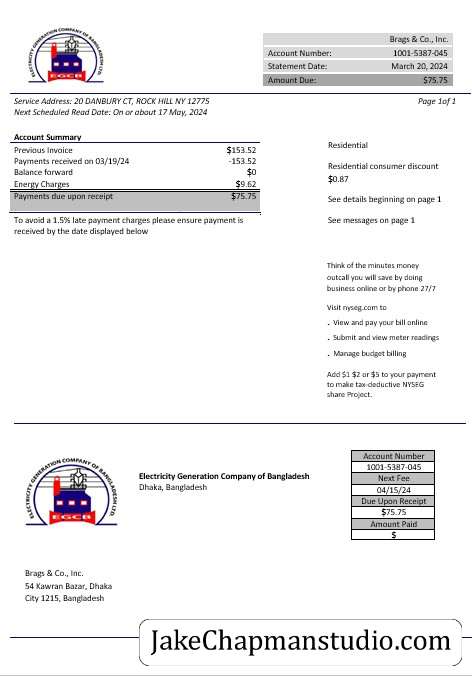 ELECTRICITY GENERATION COMPANY OF BANGLADESH LTD.
EGCB
Brags & Co., Inc.
Account Number: 1001-5387-045
Statement Date: March 20, 2024
Amount Due: $75.75
Service Address: 20 DANBURY CT, ROCK HILL NY 12775 Page 1of 1
Next Scheduled Read Date: On or about 17 May, 2024
Account Summary
Previous Invoice $153.52
Payments received on 03/19/24 -153.52
Balance forward $0
Energy Charges $9.62
Payments due upon receipt $75.75
To avoid a 1.5% late payment charges please ensure payment is
received by the date displayed below
Residential
Residential consumer discount
$0.87
See details beginning on page 1
See messages on page 1
Think of the minutes money
outcall you will save by doing
business online or by phone 27/7
Visit nyseg.com to
. View and pay your bill online
. Submit and view meter readings
. Manage budget billing
Add $1 $2 or $5 to your payment
to make tax-deductive NYSEG
share Project.
ELECTRICITY GENERATION COMPANY OF BANGLADESH LTD.
EGCB
Electricity Generation Company of Bangladesh
Dhaka, Bangladesh
Account Number
1001-5387-045
Next Fee
04/15/24
Due Upon Receipt
$75.75
Amount Paid
$
Brags & Co., Inc.
54 Kawran Bazar, Dhaka
City 1215, Bangladesh
JakeChapmanstudio.com